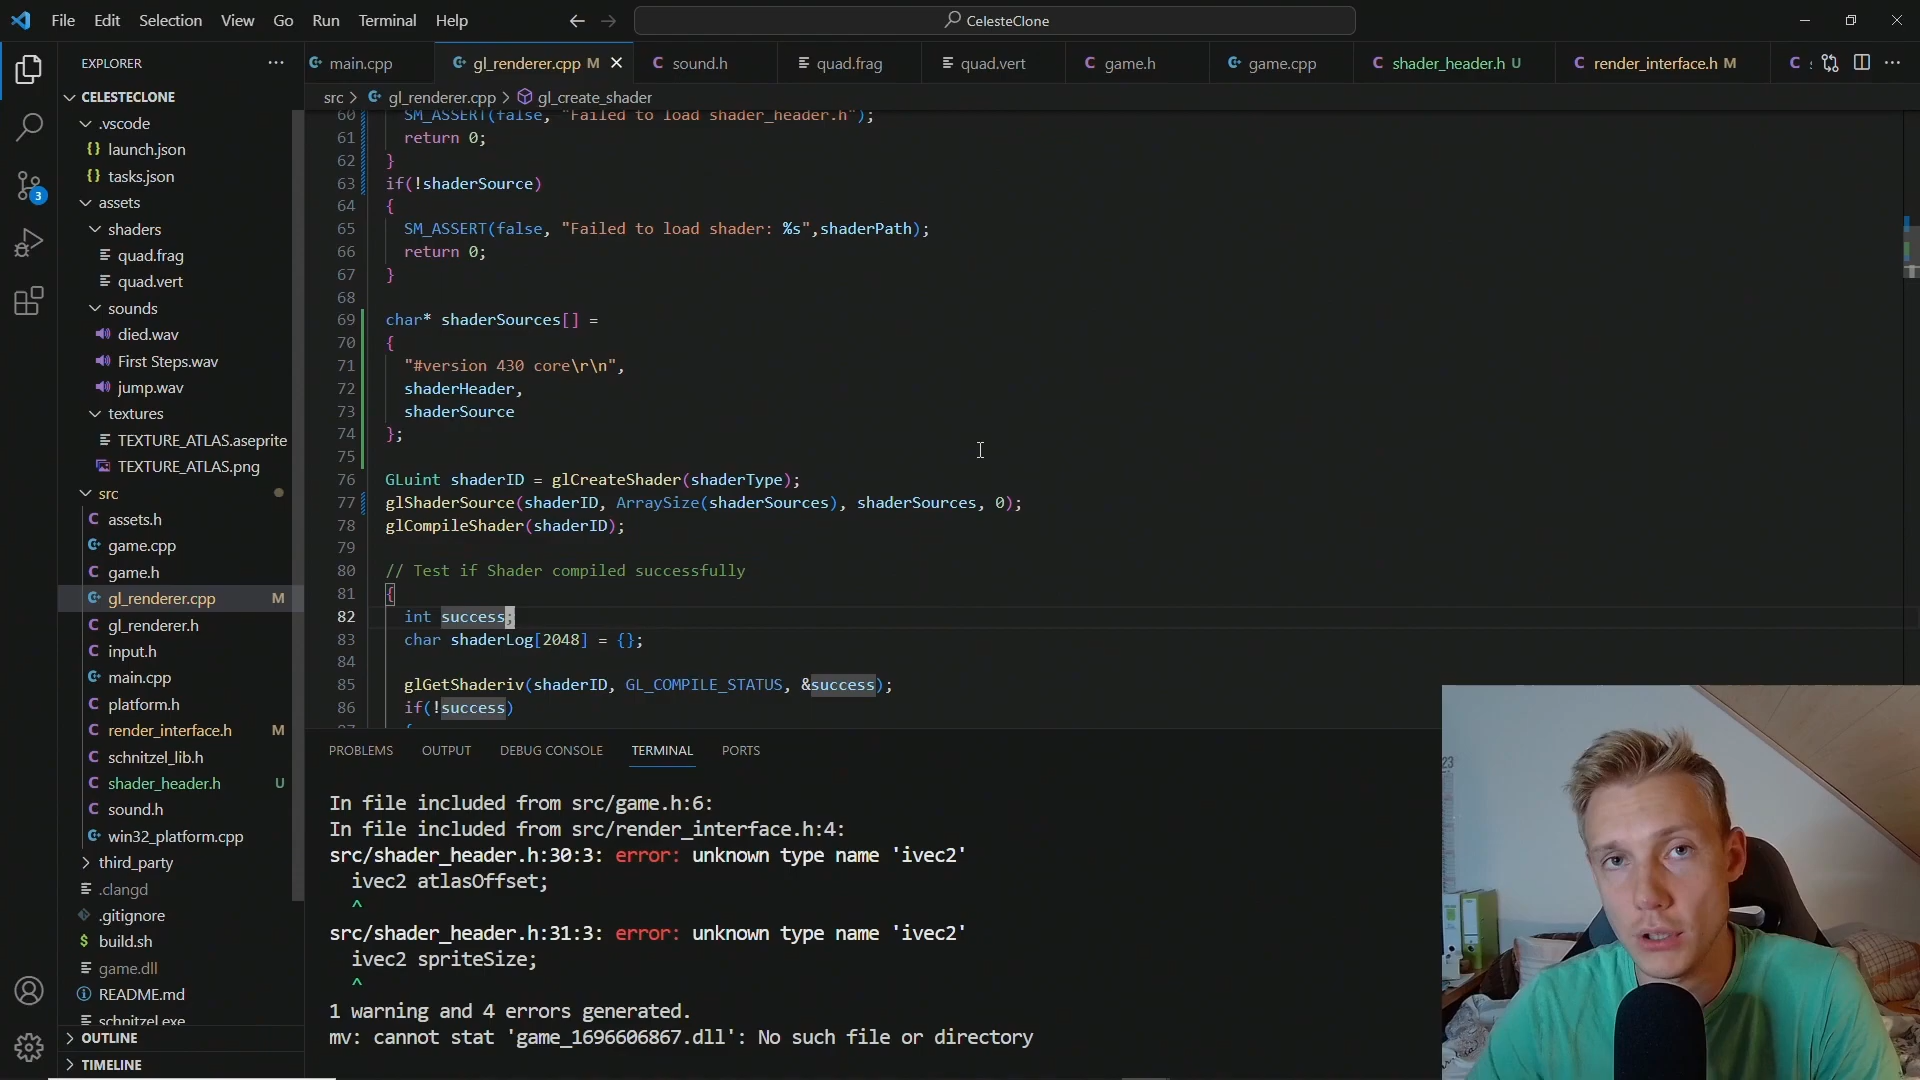 File Edit Selection View Go Run Terminal Help
CelesteClone
EXPLORER
CELESTECLONE
.vscode
launch.json
tasks.json
assets
shaders
quad.frag
quad.vert
sounds
died.wav
First Steps.wav
jump.wav
textures
TEXTURE_ATLAS.aseprite
TEXTURE_ATLAS.png
src
assets.h
game.cpp
game.h
gl_renderer.cpp M
gl_renderer.h
input.h
main.cpp
platform.h
render_interface.h M
schnitzel_lib.h
shader_header.h U
sound.h
win32_platform.cpp
third_party
.clangd
.gitignore
build.sh
game.dll
README.md
schnitzel.exe
OUTLINE
TIMELINE
3
main.cpp gl_renderer.cpp M sound.h quad.frag quad.vert game.h game.cpp shader_header.h U render_interface.h M
src > gl_renderer.cpp > gl_create_shader
60 SM_ASSERT(false, "Failed to load shader_header.h");
61 return 0;
62 }
63 if(!shaderSource)
64 {
65 SM_ASSERT(false, "Failed to load shader: %s",shaderPath);
66 return 0;
67 }
68
69 char* shaderSources[] =
70 {
71 "#version 430 core\r\n",
72 shaderHeader,
73 shaderSource
74 };
75
76 GLuint shaderID = glCreateShader(shaderType);
77 glShaderSource(shaderID, ArraySize(shaderSources), shaderSources, 0);
78 glCompileShader(shaderID);
79
80 // Test if Shader compiled successfully
81 {
82 int success;
83 char shaderLog[2048] = {};
84
85 glGetShaderiv(shaderID, GL_COMPILE_STATUS, &success);
86 if(!success)
87 {
PROBLEMS OUTPUT DEBUG CONSOLE TERMINAL PORTS
In file included from src/game.h:6:
In file included from src/render_interface.h:4:
src/shader_header.h:30:3: error: unknown type name 'ivec2'
ivec2 atlasOffset;
^
src/shader_header.h:31:3: error: unknown type name 'ivec2'
ivec2 spriteSize;
^
1 warning and 4 errors generated.
mv: cannot stat 'game_1696606867.dll': No such file or directory